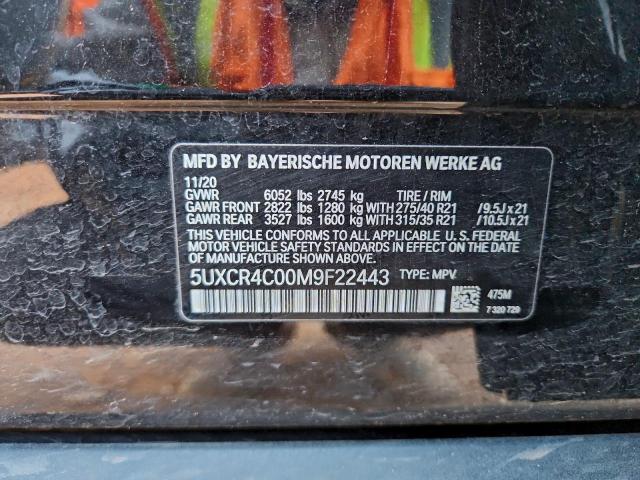 MFD BY BAYERISCHE MOTOREN WERKE AG
11/20
GVWR 6052 lbs 2745 kg TIRE / RIM
GAWR FRONT 2822 lbs 1280 kg WITH 275/40 R21 /9.5Jx21
GAWR REAR 3527 lbs 1600 kg WITH 315/35 R21 /10.5Jx21
THIS VEHICLE CONFORMS TO ALL APPLICABLE U.S. FEDERAL
MOTOR VEHICLE SAFETY STANDARDS IN EFFECT ON THE DATE
OF MANUFACTURE SHOWN ABOVE.
5UXCR4C00M9F22443 TYPE: MPV
475M
7 320 729